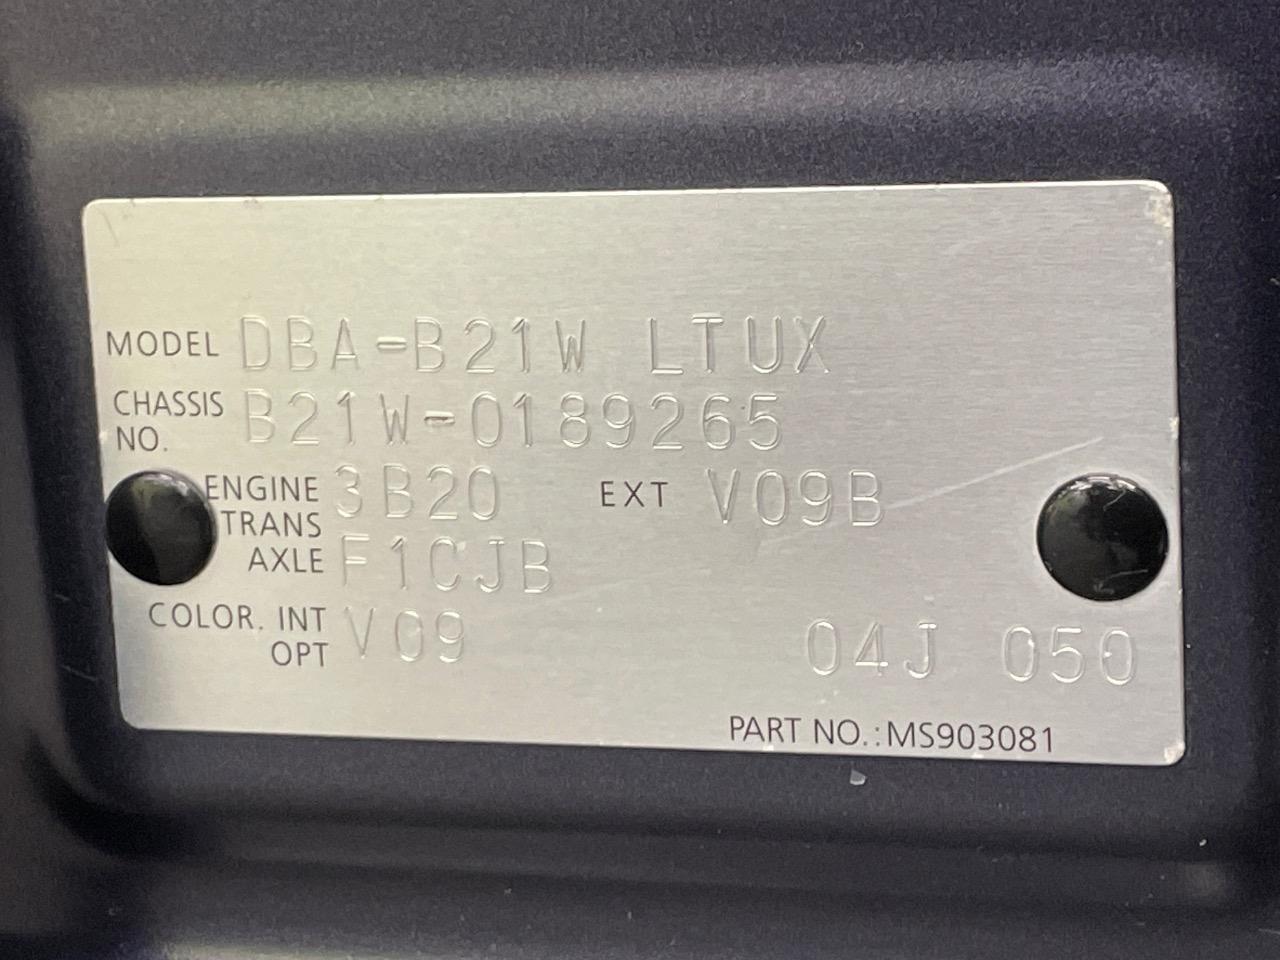 MODEL DBA-B21W LTUX
CHASSIS NO. B21W-0189265
ENGINE 3B20 EXT V09B
TRANS AXLE F1CJB
COLOR. INT V09
OPT 04J 050
PART NO.:MS903081